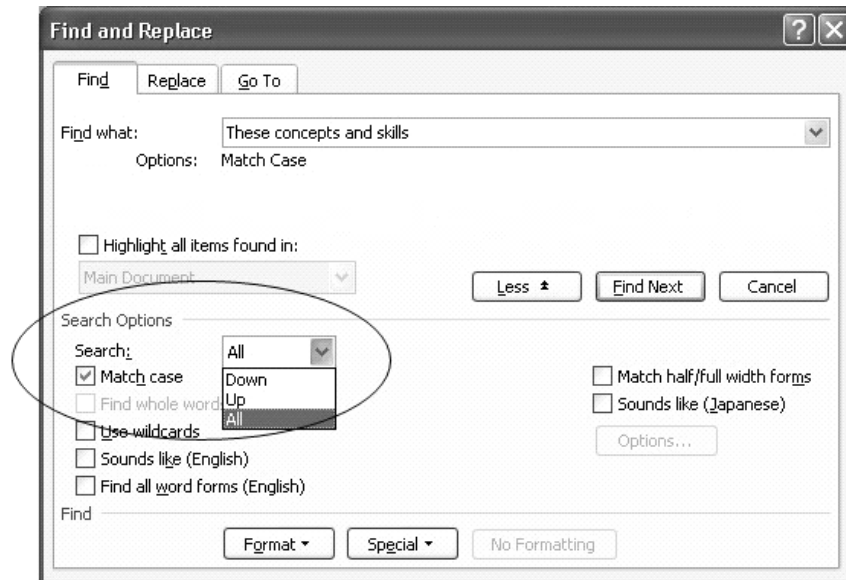 Find and Replace
Find Replace Go To
Find what: These concepts and skills
Options: Match Case
Highlight all items found in:
Main Document
Less Find Next Cancel
Search Options
Search: All
Match case Down Match half/full width forms
Find whole word Up Sounds like (Japanese)
All
Use wildcards Options...
Sounds like (English)
Find all word forms (English)
Find
Format Special No Formatting